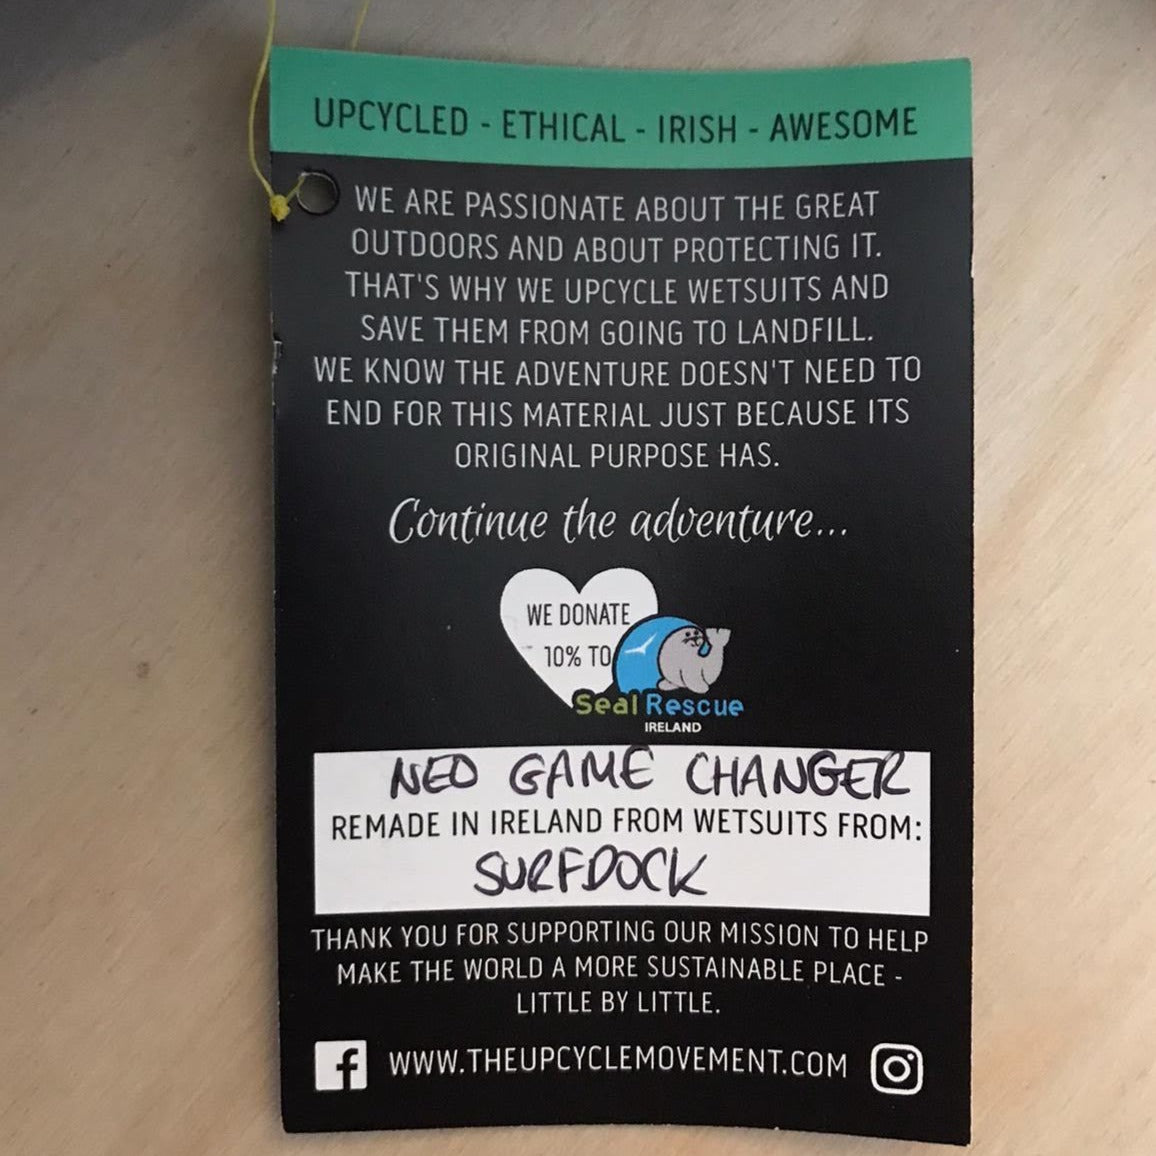 UPCYCLED - ETHICAL - IRISH - AWESOME
WE ARE PASSIONATE ABOUT THE GREAT
OUTDOORS AND ABOUT PROTECTING IT.
THAT'S WHY WE UPCYCLE WETSUITS AND
SAVE THEM FROM GOING TO LANDFILL.
WE KNOW THE ADVENTURE DOESN'T NEED TO
END FOR THIS MATERIAL JUST BECAUSE ITS
ORIGINAL PURPOSE HAS.
Continue the adventure...
WE DONATE
10% TO
Seal Rescue
IRELAND
NEO GAME CHANGER
REMADE IN IRELAND FROM WETSUITS FROM:
SURFDOCK
THANK YOU FOR SUPPORTING OUR MISSION TO HELP
MAKE THE WORLD A MORE SUSTAINABLE PLACE -
LITTLE BY LITTLE.
WWW.THEUPCYCLEMOVEMENT.COM